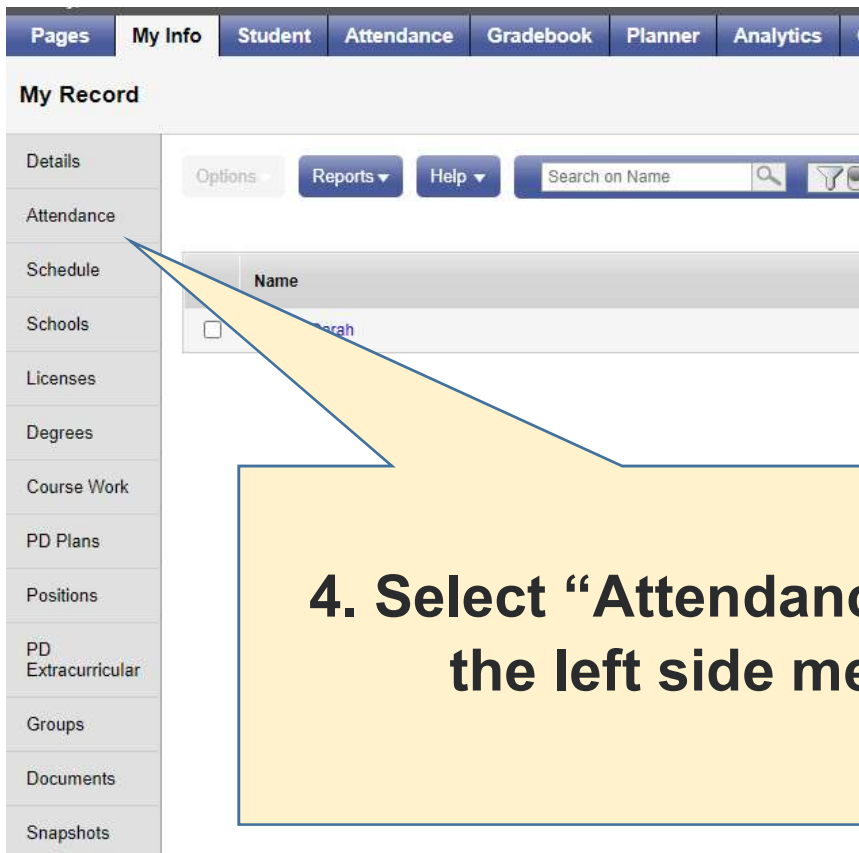 Pages My Info Student Attendance Gradebook Planner Analytics
My Record
Details
Options Reports Help Search on Name
Attendance
Schedule
Name
Schools
Licenses
Degrees
Course Work
PD Plans
4. Select “Attendanc
Positions
the left side me
PD
Extracurricular
Groups
Documents
Snapshots